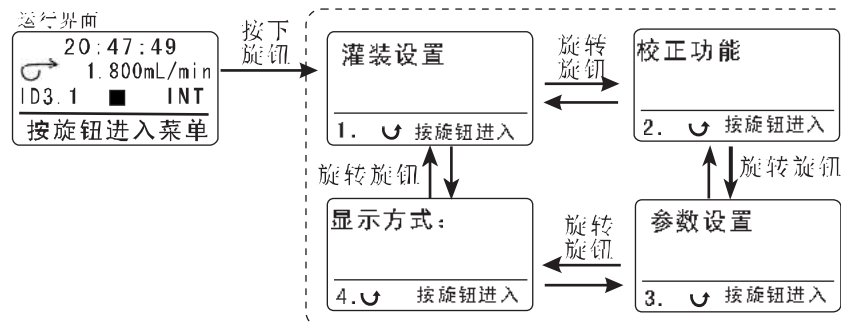 运行界面
20:47:49
1.800mL/min
ID3.1 ■ INT
按旋钮进入菜单
按下
旋钮
灌装设置
1. 按旋钮进入
旋转
旋钮
校正功能
2. 按旋钮进入
旋转旋钮
旋转旋钮
显示方式：
4. 按旋钮进入
旋转
旋钮
参数设置
3. 按旋钮进入